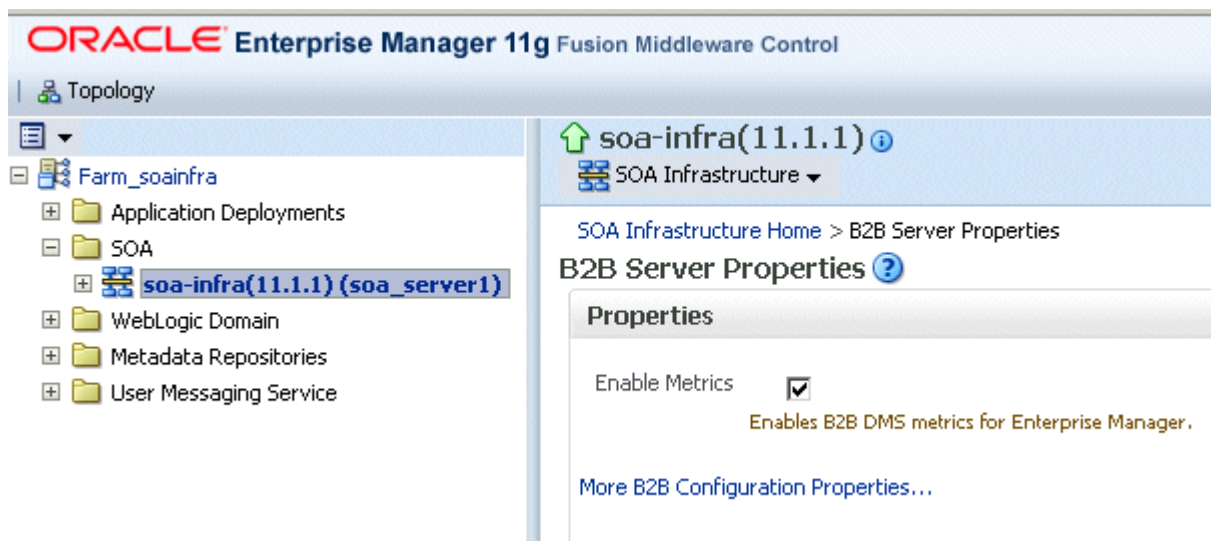 ORACLE Enterprise Manager 11g Fusion Middleware Control
Topology
Farm_soainfra
Application Deployments
SOA
soa-infra(11.1.1) (soa_server1)
WebLogic Domain
Metadata Repositories
User Messaging Service
soa-infra(11.1.1)
SOA Infrastructure
SOA Infrastructure Home > B2B Server Properties
B2B Server Properties
Properties
Enable Metrics
Enables B2B DMS metrics for Enterprise Manager.
More B2B Configuration Properties...